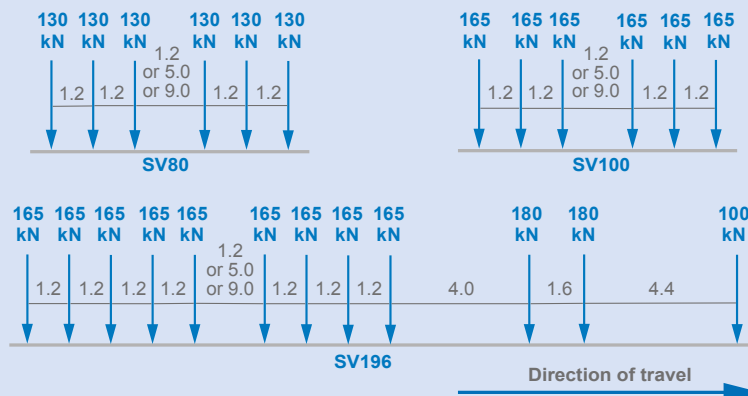 130 130 130 130 130 130
kN kN kN kN kN kN
1.2
or 5.0
or 9.0
1.2 1.2 1.2 1.2
SV80
165 165 165 165 165 165
kN kN kN kN kN kN
1.2
or 5.0
or 9.0
1.2 1.2 1.2 1.2
SV100
165 165 165 165 165 165 165 165 165 180 180 100
kN kN kN kN kN kN kN kN kN kN kN kN
1.2
or 5.0
or 9.0
1.2 1.2 1.2 1.2 1.2 1.2 1.2 4.0 1.6 4.4
SV196
Direction of travel